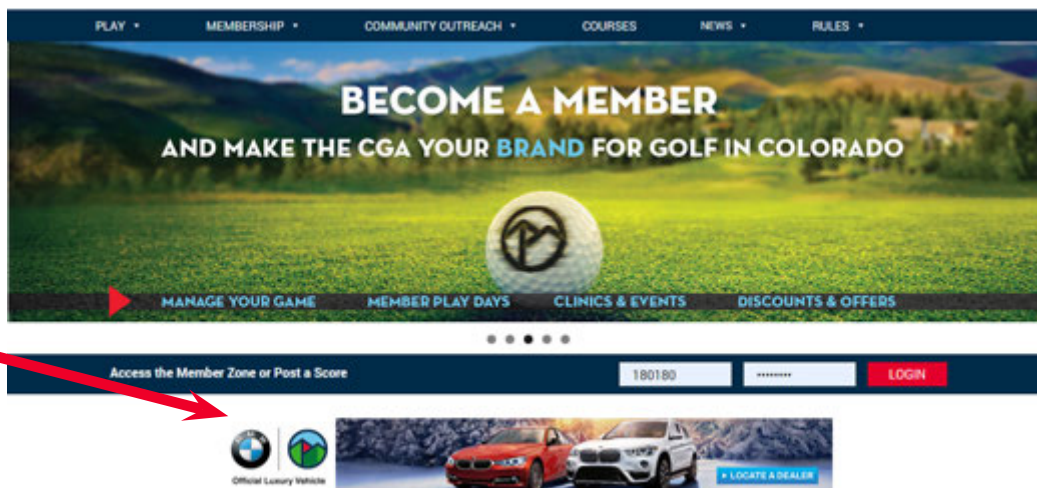 PLAY MEMBERSHIP COMMUNITY OUTREACH COURSES NEWS RULES
BECOME A MEMBER
AND MAKE THE CGA YOUR BRAND FOR GOLF IN COLORADO
MANAGE YOUR GAME MEMBER PLAY DAYS CLINICS & EVENTS DISCOUNTS & OFFERS
Access the Member Zone or Post a Score 180180 •••••••• LOGIN
BMW
Official Luxury Vehicle
LOCATE A DEALER